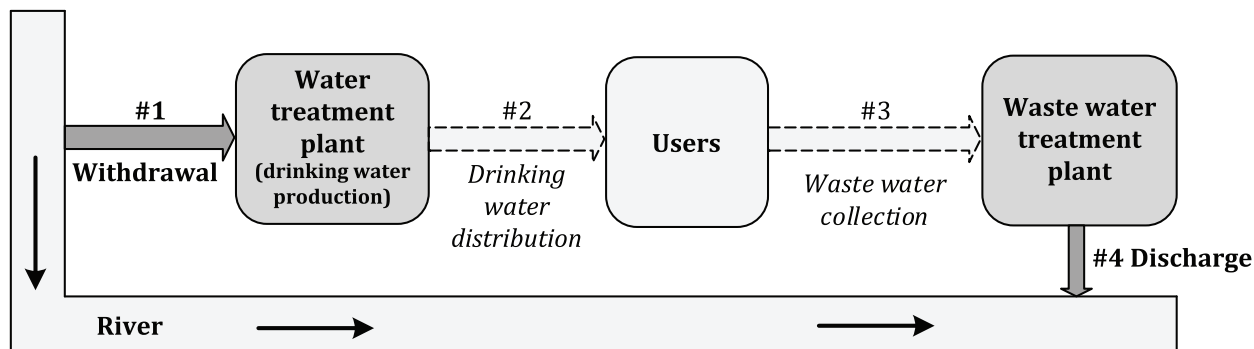 #1
Withdrawal
Water
treatment
plant
(drinking water
production)
#2
Drinking
water
distribution
Users
#3
Waste water
collection
Waste water
treatment
plant
#4 Discharge
River